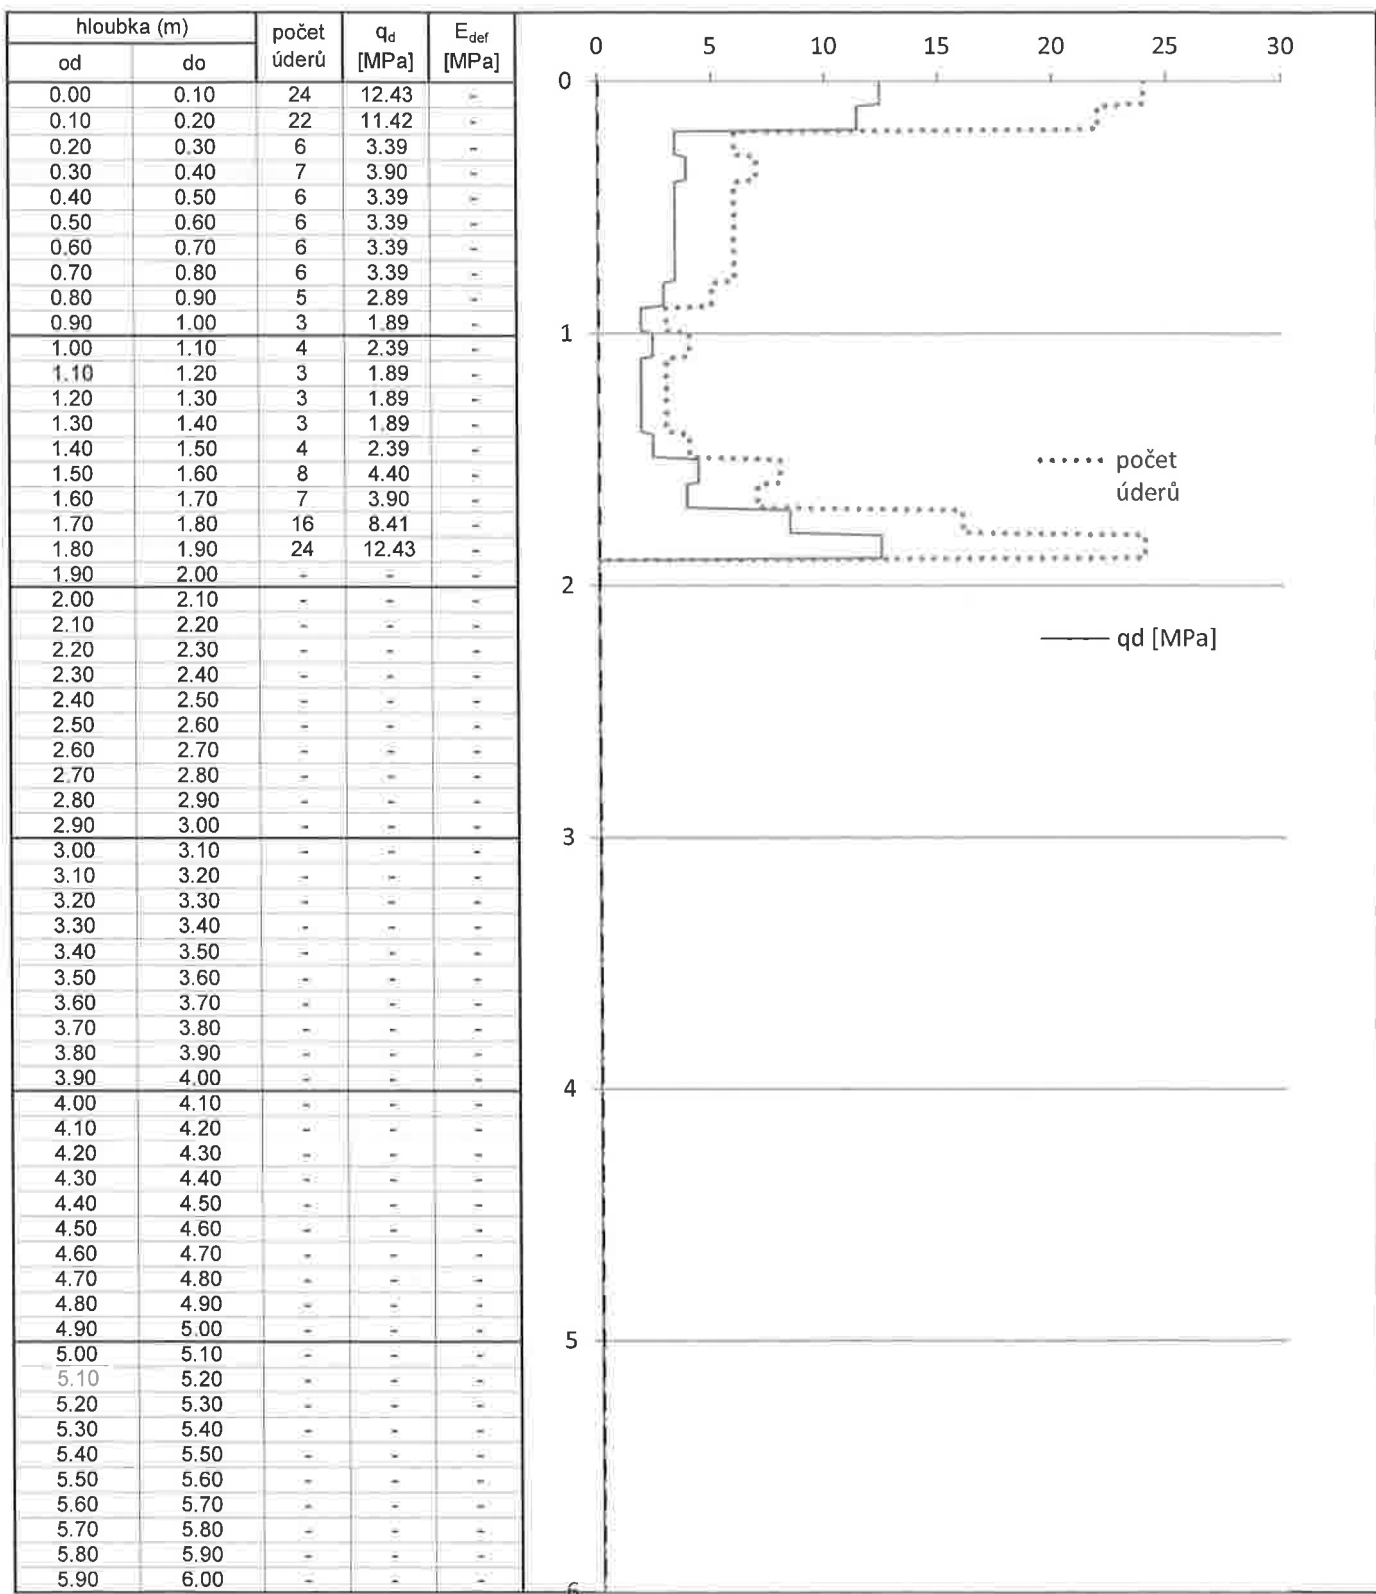 hloubka (m) počet úderů qd [MPa] Edef [MPa]
od do
0.00 0.10 24 12.43 -
0.10 0.20 22 11.42 -
0.20 0.30 6 3.39 -
0.30 0.40 7 3.90 -
0.40 0.50 6 3.39 -
0.50 0.60 6 3.39 -
0.60 0.70 6 3.39 -
0.70 0.80 6 3.39 -
0.80 0.90 5 2.89 -
0.90 1.00 3 1.89 -
1.00 1.10 4 2.39 -
1.10 1.20 3 1.89 -
1.20 1.30 3 1.89 -
1.30 1.40 3 1.89 -
1.40 1.50 4 2.39 -
1.50 1.60 8 4.40 -
1.60 1.70 7 3.90 -
1.70 1.80 16 8.41 -
1.80 1.90 24 12.43 -
1.90 2.00 - - -
2.00 2.10 - - -
2.10 2.20 - - -
2.20 2.30 - - -
2.30 2.40 - - -
2.40 2.50 - - -
2.50 2.60 - - -
2.60 2.70 - - -
2.70 2.80 - - -
2.80 2.90 - - -
2.90 3.00 - - -
3.00 3.10 - - -
3.10 3.20 - - -
3.20 3.30 - - -
3.30 3.40 - - -
3.40 3.50 - - -
3.50 3.60 - - -
3.60 3.70 - - -
3.70 3.80 - - -
3.80 3.90 - - -
3.90 4.00 - - -
4.00 4.10 - - -
4.10 4.20 - - -
4.20 4.30 - - -
4.30 4.40 - - -
4.40 4.50 - - -
4.50 4.60 - - -
4.60 4.70 - - -
4.70 4.80 - - -
4.80 4.90 - - -
4.90 5.00 - - -
5.00 5.10 - - -
5.10 5.20 - - -
5.20 5.30 - - -
5.30 5.40 - - -
5.40 5.50 - - -
5.50 5.60 - - -
5.60 5.70 - - -
5.70 5.80 - - -
5.80 5.90 - - -
5.90 6.00 - - -
0 5 10 15 20 25 30
0
1
2
3
4
5
6
počet
úderů
qd [MPa]